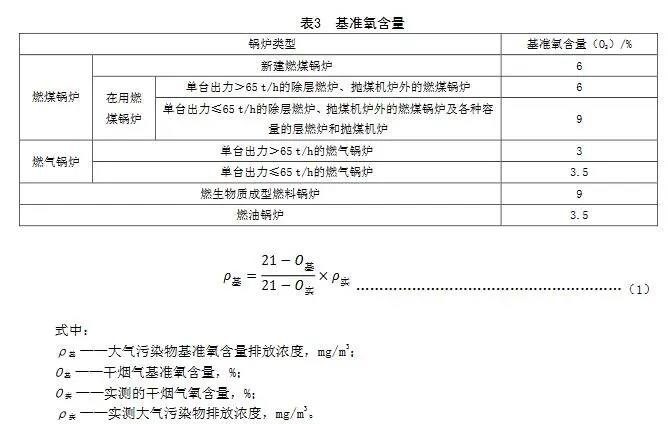 表3 基准氧含量
锅炉类型 基准氧含量（O₂）/%
燃煤锅炉 新建燃煤锅炉 6
在用燃煤锅炉 单台出力＞65 t/h的除层燃炉、抛煤机炉外的燃煤锅炉 6
单台出力≤65 t/h的除层燃炉、抛煤机炉外的燃煤锅炉及各种容量的层燃炉和抛煤机炉 9
燃气锅炉 单台出力＞65 t/h的燃气锅炉 3
单台出力≤65 t/h的燃气锅炉 3.5
燃生物质成型燃料锅炉 9
燃油锅炉 3.5
ρ基 = (21 − O基)/(21 − O实) × ρ实 ……………………………………………（1）
式中：
ρ基——大气污染物基准氧含量排放浓度，mg/m³；
O基——干烟气基准氧含量，%；
O实——实测的干烟气氧含量，%；
ρ实——实测大气污染物排放浓度，mg/m³。